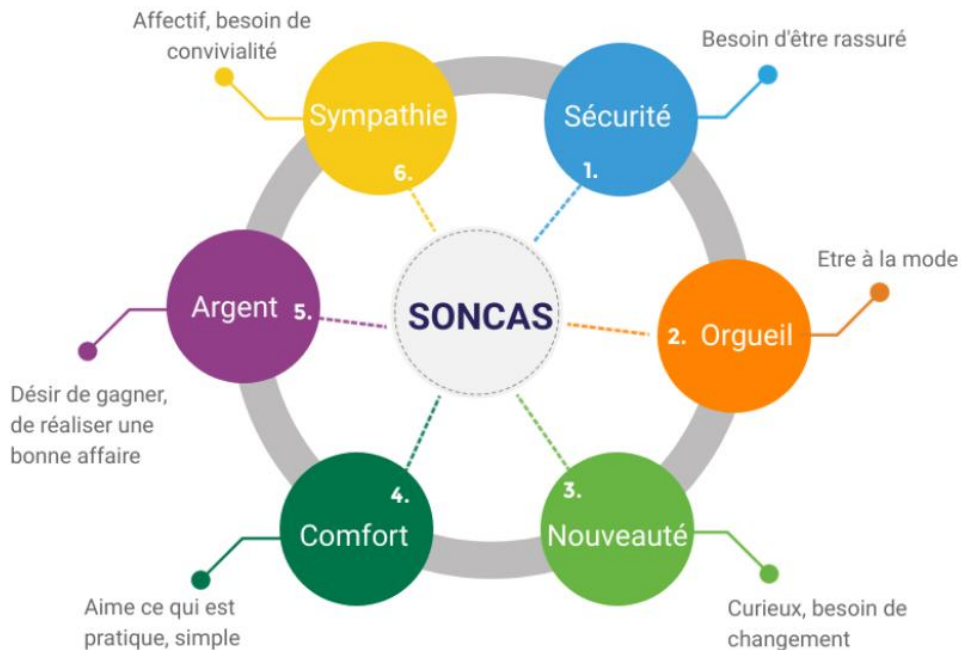 Affectif, besoin de
convivialité
Sympathie
6.
Besoin d'être rassuré
Sécurité
1.
Etre à la mode
2. Orgueil
SONCAS
Argent 5.
Désir de gagner,
de réaliser une
bonne affaire
3.
Nouveauté
Curieux, besoin de
changement
4.
Comfort
Aime ce qui est
pratique, simple